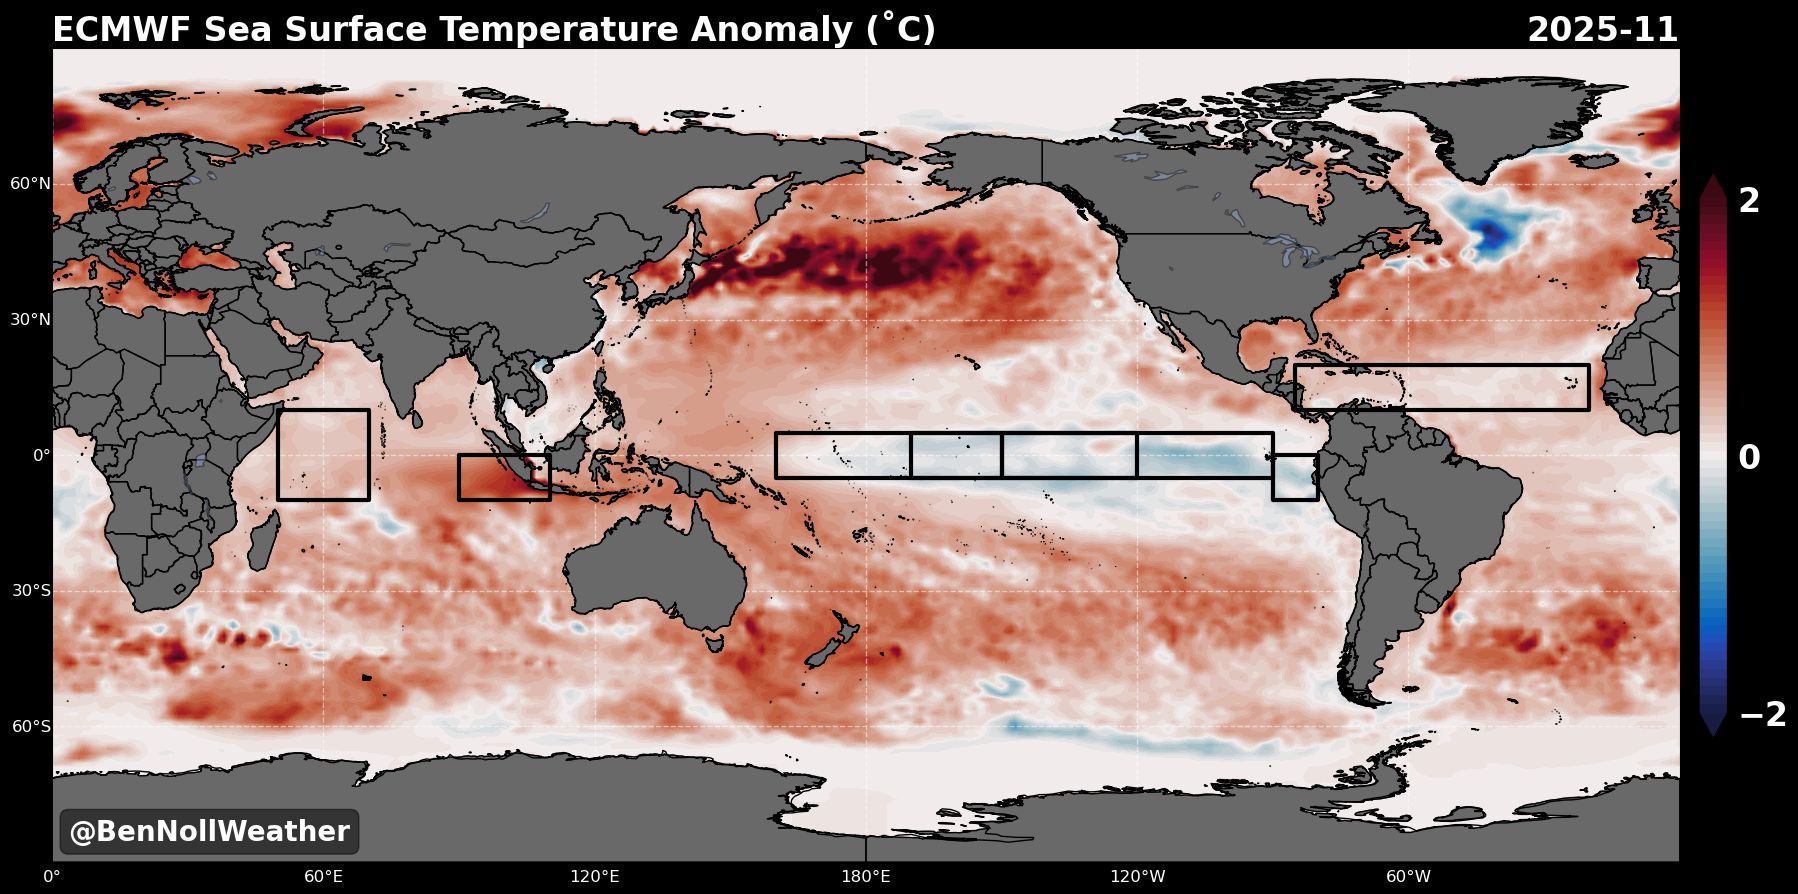 ECMWF Sea Surface Temperature Anomaly (˚C)
2025-11
60°N
30°N
0°
30°S
60°S
2
0
−2
@BenNollWeather
0°
60°E
120°E
180°E
120°W
60°W